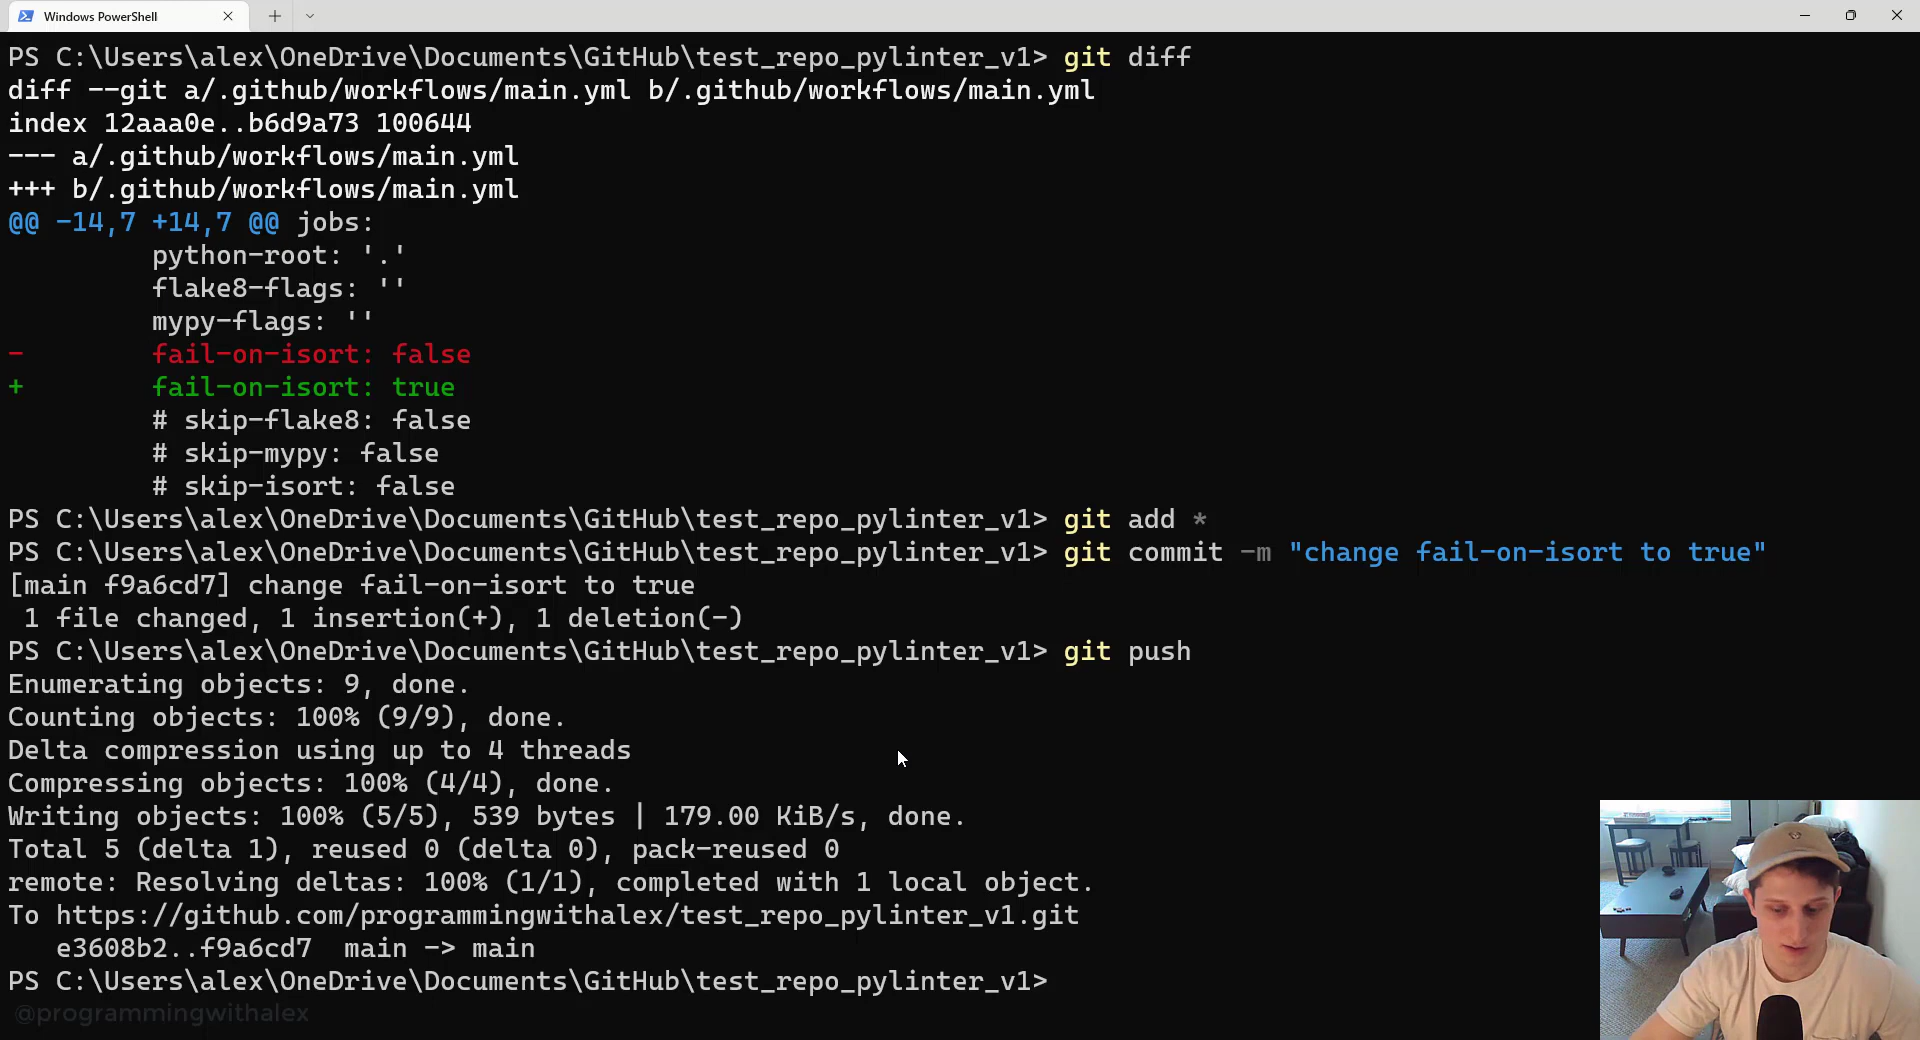 Windows PowerShell
PS C:\Users\alex\OneDrive\Documents\GitHub\test_repo_pylinter_v1> git diff
diff --git a/.github/workflows/main.yml b/.github/workflows/main.yml
index 12aaa0e..b6d9a73 100644
--- a/.github/workflows/main.yml
+++ b/.github/workflows/main.yml
@@ -14,7 +14,7 @@ jobs:
         python-root: '.'
         flake8-flags: ''
         mypy-flags: ''
-        fail-on-isort: false
+        fail-on-isort: true
         # skip-flake8: false
         # skip-mypy: false
         # skip-isort: false
PS C:\Users\alex\OneDrive\Documents\GitHub\test_repo_pylinter_v1> git add *
PS C:\Users\alex\OneDrive\Documents\GitHub\test_repo_pylinter_v1> git commit -m "change fail-on-isort to true"
[main f9a6cd7] change fail-on-isort to true
 1 file changed, 1 insertion(+), 1 deletion(-)
PS C:\Users\alex\OneDrive\Documents\GitHub\test_repo_pylinter_v1> git push
Enumerating objects: 9, done.
Counting objects: 100% (9/9), done.
Delta compression using up to 4 threads
Compressing objects: 100% (4/4), done.
Writing objects: 100% (5/5), 539 bytes | 179.00 KiB/s, done.
Total 5 (delta 1), reused 0 (delta 0), pack-reused 0
remote: Resolving deltas: 100% (1/1), completed with 1 local object.
To https://github.com/programmingwithalex/test_repo_pylinter_v1.git
   e3608b2..f9a6cd7  main -> main
PS C:\Users\alex\OneDrive\Documents\GitHub\test_repo_pylinter_v1>
@programmingwithalex